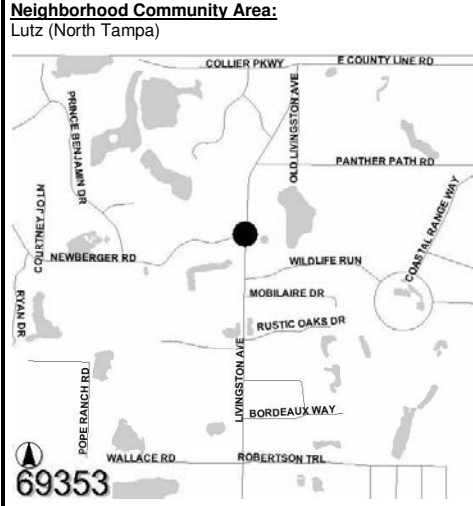 Neighborhood Community Area:
Lutz (North Tampa)
COLLIER PKWY
E COUNTY LINE RD
PRINCE BENJAMIN DR
OLD LIVINGSTON AVE
PANTHER PATH RD
COURTNEY JO LN
COASTAL RANGE WAY
NEWBERGER RD
WILDLIFE RUN
RYAN DR
MOBILAIRE DR
RUSTIC OAKS DR
LIVINGSTON AVE
POPE RANCH RD
BORDEAUX WAY
WALLACE RD
ROBERTSON TRL
69353